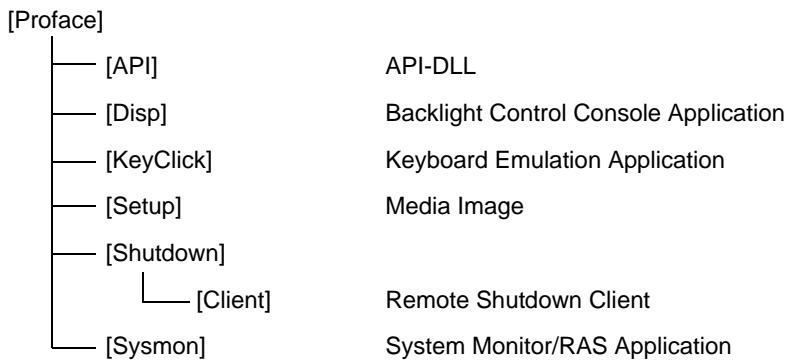 [Proface]
[API] API-DLL
[Disp] Backlight Control Console Application
[KeyClick] Keyboard Emulation Application
[Setup] Media Image
[Shutdown]
[Client] Remote Shutdown Client
[Sysmon] System Monitor/RAS Application